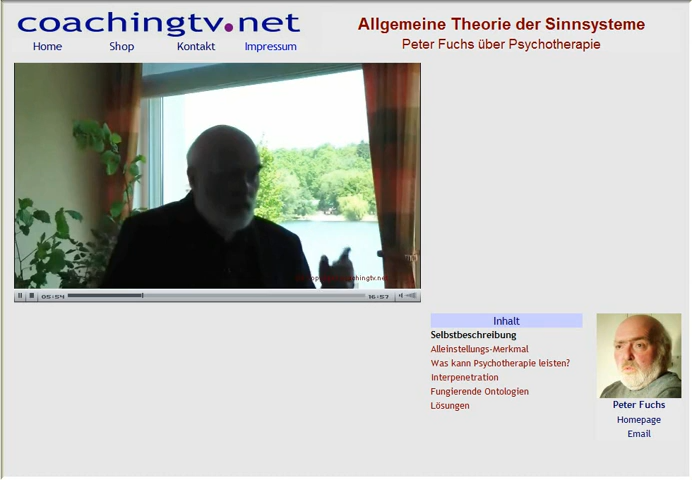 coachingtv.net
Home Shop Kontakt Impressum
Allgemeine Theorie der Sinnsysteme
Peter Fuchs über Psychotherapie
05:54 16:57
Inhalt
Selbstbeschreibung
Alleinstellungs-Merkmal
Was kann Psychotherapie leisten?
Interpenetration
Fungierende Ontologien
Lösungen
Peter Fuchs
Homepage
Email